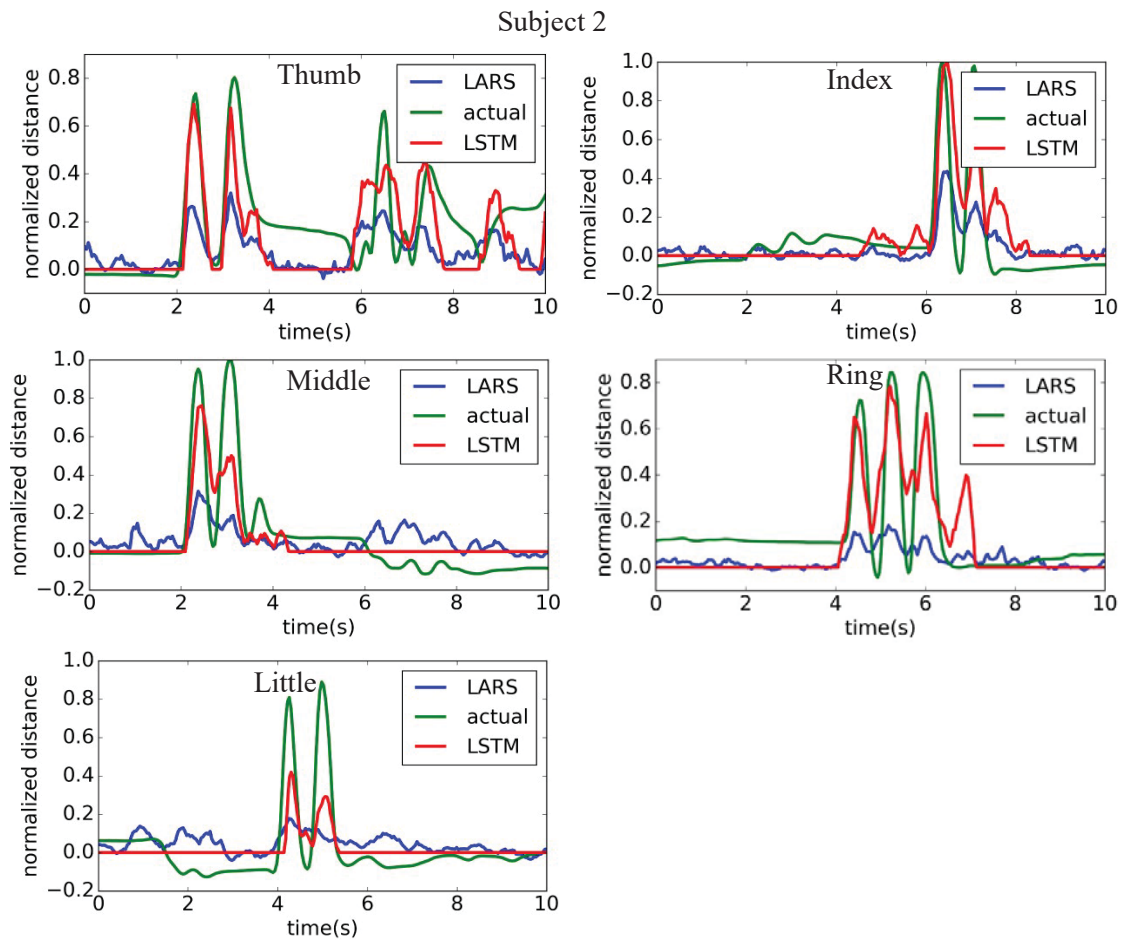 Subject 2
Thumb
LARS
actual
LSTM
normalized distance
0.8
0.6
0.4
0.2
0.0
0 2 4 6 8 10
time(s)
Index
LARS
actual
LSTM
normalized distance
1.0
0.8
0.6
0.4
0.2
0.0
−0.2
0 2 4 6 8 10
time(s)
Middle
LARS
actual
LSTM
normalized distance
1.0
0.8
0.6
0.4
0.2
0.0
−0.2
0 2 4 6 8 10
time(s)
Ring
LARS
actual
LSTM
normalized distance
0.8
0.6
0.4
0.2
0.0
0 2 4 6 8 10
time(s)
Little
LARS
actual
LSTM
normalized distance
1.0
0.8
0.6
0.4
0.2
0.0
−0.2
0 2 4 6 8 10
time(s)